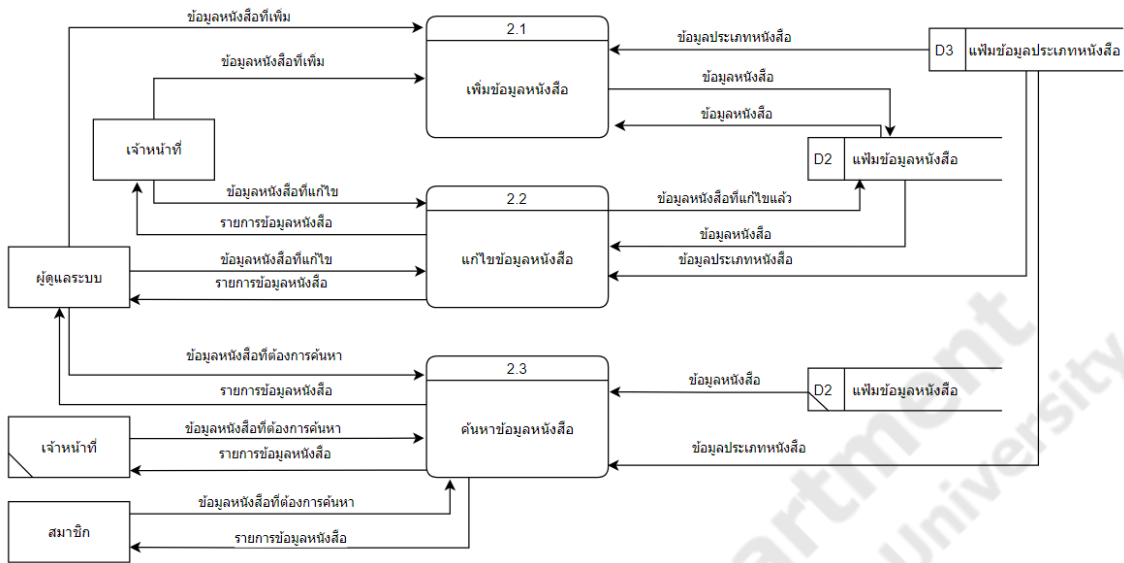 ข้อมูลหนังสือที่เพิ่ม
2.1
ข้อมูลประเภทหนังสือ
D3 แฟ้มข้อมูลประเภทหนังสือ
ข้อมูลหนังสือที่เพิ่ม
เพิ่มข้อมูลหนังสือ
ข้อมูลหนังสือ
ข้อมูลหนังสือ
เจ้าหน้าที่
D2 แฟ้มข้อมูลหนังสือ
ข้อมูลหนังสือที่แก้ไข
2.2
ข้อมูลหนังสือที่แก้ไขแล้ว
รายการข้อมูลหนังสือ
ข้อมูลหนังสือ
ผู้ดูแลระบบ
ข้อมูลหนังสือที่แก้ไข
แก้ไขข้อมูลหนังสือ
ข้อมูลประเภทหนังสือ
รายการข้อมูลหนังสือ
ข้อมูลหนังสือที่ต้องการค้นหา
2.3
ข้อมูลหนังสือ
D2 แฟ้มข้อมูลหนังสือ
รายการข้อมูลหนังสือ
เจ้าหน้าที่
ข้อมูลหนังสือที่ต้องการค้นหา
ค้นหาข้อมูลหนังสือ
รายการข้อมูลหนังสือ
ข้อมูลประเภทหนังสือ
ข้อมูลหนังสือที่ต้องการค้นหา
สมาชิก
รายการข้อมูลหนังสือ
University